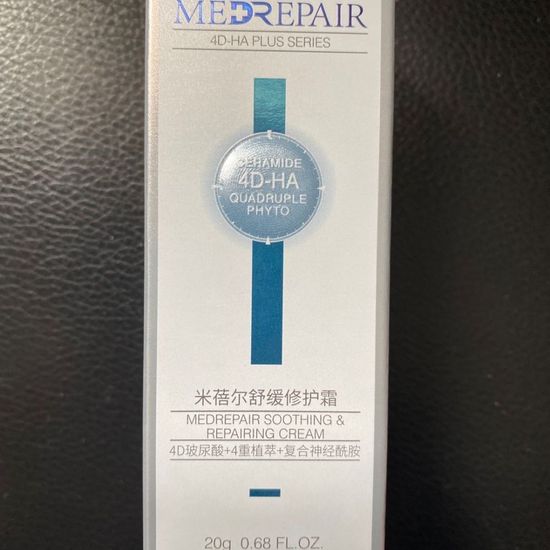 MEDREPAIR
4D-HA PLUS SERIES
CERAMIDE
4D-HA
QUADRUPLE
PHYTO
米蓓尔舒缓修护霜
MEDREPAIR SOOTHING &
REPAIRING CREAM
4D玻尿酸+4重植萃+复合神经酰胺
20g 0.68 FL.OZ.